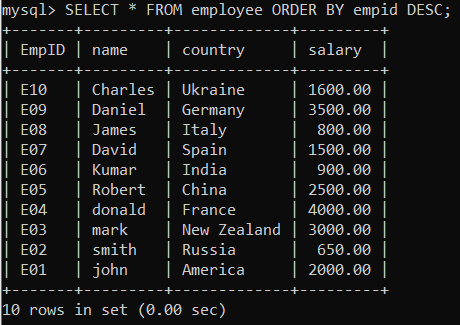 mysql> SELECT * FROM employee ORDER BY empid DESC;
+-------+---------+-------------+---------+
| EmpID | name    | country     | salary  |
+-------+---------+-------------+---------+
| E10   | Charles | Ukraine     | 1600.00 |
| E09   | Daniel  | Germany     | 3500.00 |
| E08   | James   | Italy       |  800.00 |
| E07   | David   | Spain       | 1500.00 |
| E06   | Kumar   | India       |  900.00 |
| E05   | Robert  | China       | 2500.00 |
| E04   | donald  | France      | 4000.00 |
| E03   | mark    | New Zealand | 3000.00 |
| E02   | smith   | Russia      |  650.00 |
| E01   | john    | America     | 2000.00 |
+-------+---------+-------------+---------+
10 rows in set (0.00 sec)